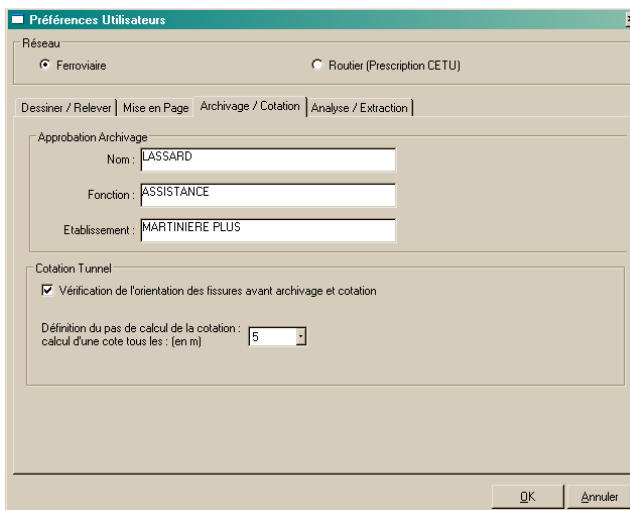 Préférences Utilisateurs
Réseau
Ferroviaire
Routier (Prescription CETU)
Dessiner / Relever
Mise en Page
Archivage / Cotation
Analyse / Extraction
Approbation Archivage
Nom : LASSARD
Fonction : ASSISTANCE
Etablissement : MARTINIERE PLUS
Cotation Tunnel
Vérification de l'orientation des fissures avant archivage et cotation
Définition du pas de calcul de la cotation :
calcul d'une cote tous les : (en m)
5
OK
Annuler